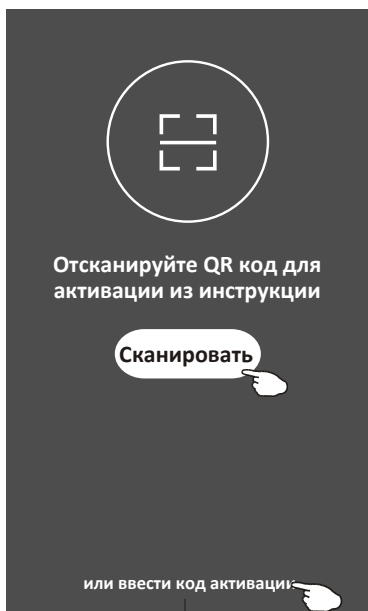 Отсканируйте QR код для
активации из инструкции
Сканировать
или ввести код активации